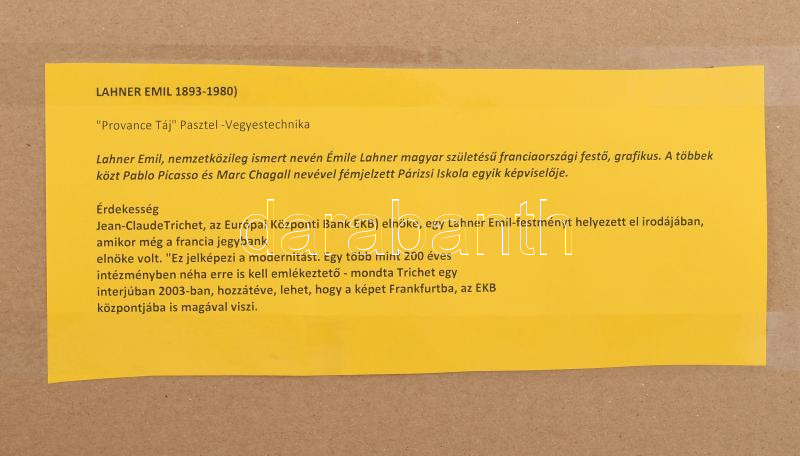 LAHNER EMIL 1893-1980)
"Provance Táj" Pasztel -Vegyestechnika
Lahner Emil, nemzetközileg ismert nevén Émile Lahner magyar születésű franciaországi festő, grafikus. A többek
közt Pablo Picasso és Marc Chagall nevével fémjelzett Párizsi Iskola egyik képviselője.
Érdekesség
Jean-ClaudeTrichet, az Európai Központi Bank EKB) elnöke, egy Lahner Emil-festményt helyezett el irodájában,
amikor még a francia jegybank
elnöke volt. "Ez jelképezi a modernitást. Egy több mint 200 éves
intézményben néha erre is kell emlékeztető - mondta Trichet egy
interjúban 2003-ban, hozzátéve, lehet, hogy a képet Frankfurtba, az EKB
központjába is magával viszi.
darabanth